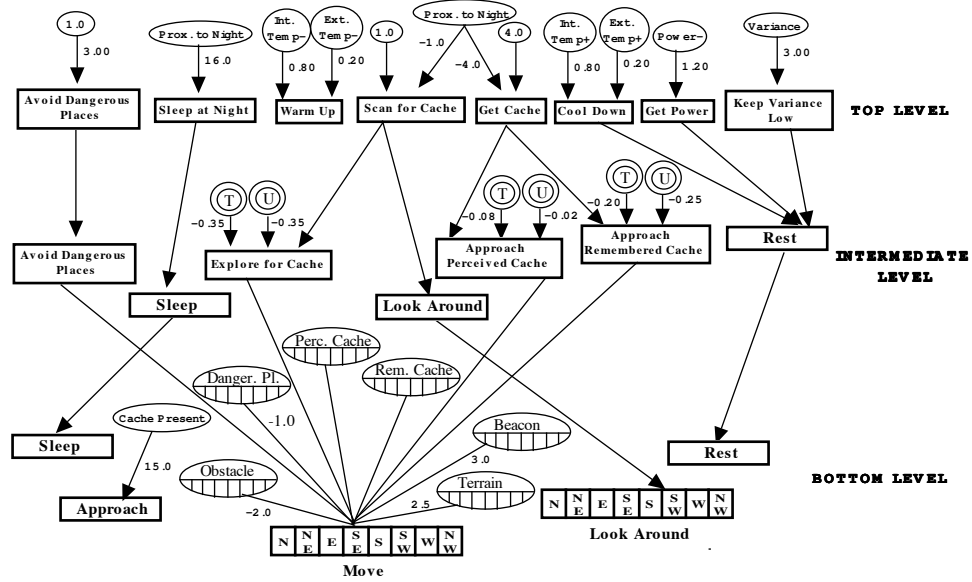 1.0
3.00
Prox. to Night
16.0
Int.
Temp-
0.80
Ext.
Temp-
0.20
1.0
Prox. to Night
-1.0
-4.0
4.0
Int.
Temp+
0.80
Ext.
Temp+
0.20
Power-
1.20
Variance
3.00
Avoid Dangerous
Places
Sleep at Night
Warm Up
Scan for Cache
Get Cache
Cool Down
Get Power
Keep Variance
Low
TOP LEVEL
T
U
-0.35
-0.35
T
U
-0.08
-0.02
T
U
-0.20
-0.25
Avoid Dangerous
Places
Explore for Cache
Approach
Perceived Cache
Approach
Remembered Cache
Rest
INTERMEDIATE
LEVEL
Sleep
Look Around
Perc. Cache
Danger. Pl.
Rem. Cache
-1.0
Cache Present
15.0
Beacon
3.0
Sleep
Rest
Obstacle
-2.0
Terrain
2.5
BOTTOM LEVEL
Approach
N NE E SE S SW W NW
Look Around
N NE E SE S SW W NW
Move